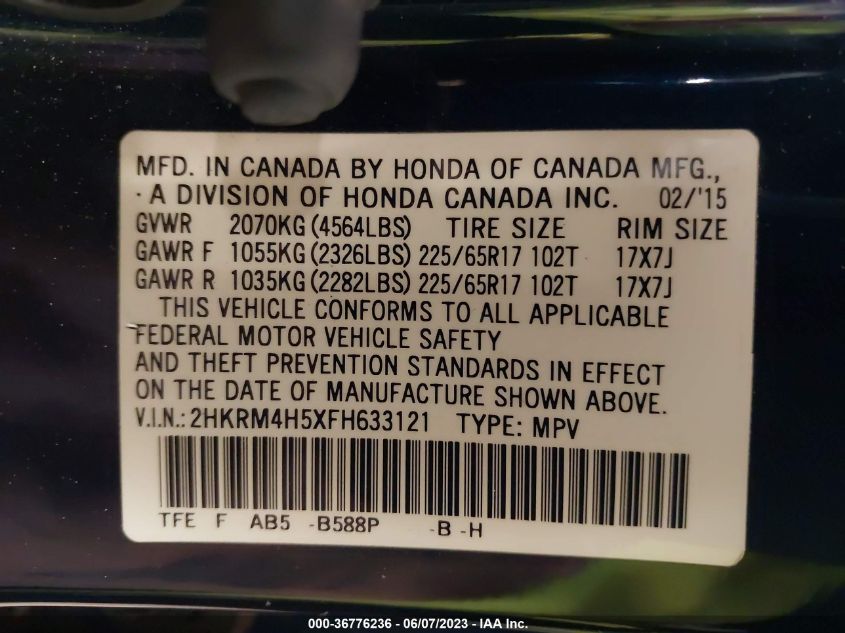 MFD. IN CANADA BY HONDA OF CANADA MFG.,
A DIVISION OF HONDA CANADA INC. 02/'15
GVWR 2070KG (4564LBS) TIRE SIZE RIM SIZE
GAWR F 1055KG (2326LBS) 225/65R17 102T 17X7J
GAWR R 1035KG (2282LBS) 225/65R17 102T 17X7J
THIS VEHICLE CONFORMS TO ALL APPLICABLE
FEDERAL MOTOR VEHICLE SAFETY
AND THEFT PREVENTION STANDARDS IN EFFECT
ON THE DATE OF MANUFACTURE SHOWN ABOVE.
V.I.N.: 2HKRM4H5XFH633121 TYPE: MPV
TFE F AB5 -B588P -B -H
000-36776236 - 06/07/2023 - IAA Inc.